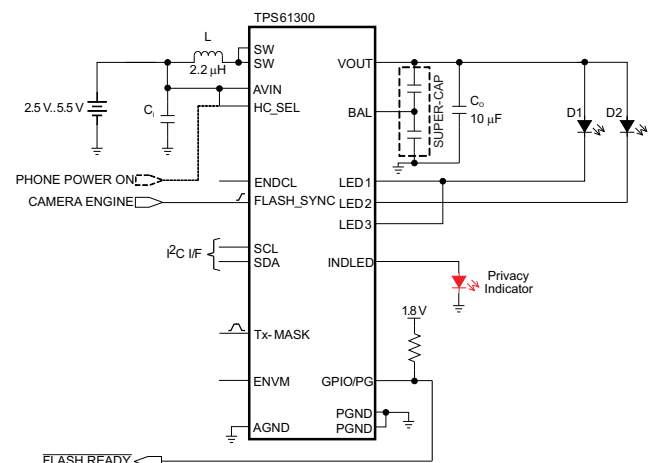 TPS61300
L
2.2 μH
SW
SW
AVIN
HC_SEL
2.5 V..5.5 V
CI
PHONE POWER ON
CAMERA ENGINE
ENDCL
FLASH_SYNC
I2C I/F
SCL
SDA
Tx-MASK
ENVM
AGND
FLASH READY
VOUT
BAL
SUPER-CAP
CO
10 μF
D1
D2
LED1
LED2
LED3
INDLED
Privacy
Indicator
1.8 V
GPIO/PG
PGND
PGND